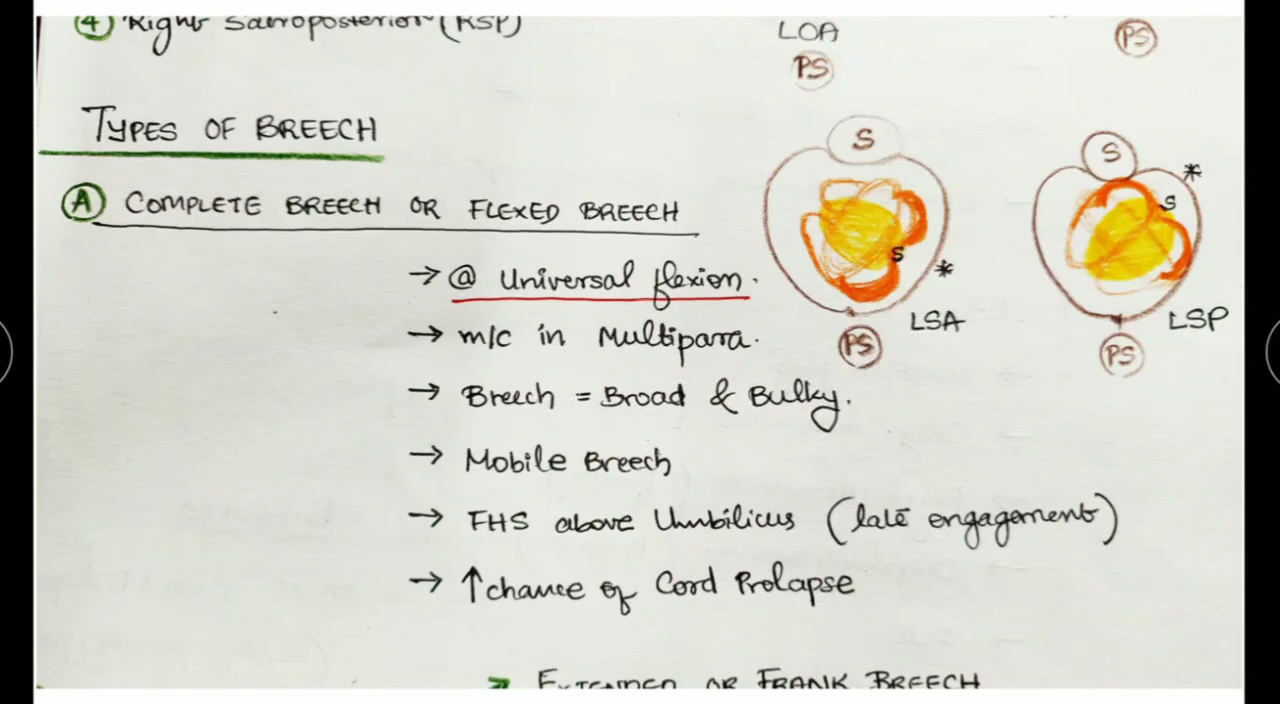 ④ Right Sacroposterior (RSP)
LOA
PS
PS
TYPES OF BREECH
Ⓐ COMPLETE BREECH OR FLEXED BREECH
→ @ Universal flexion.
→ m/c in Multipara.
→ Breech = Broad & Bulky.
→ Mobile Breech
→ FHS above Umbilicus (late engagement)
→ ↑chance of Cord Prolapse
S
S
*
LSA
PS
S
S
*
LSP
PS
→ EXTENDED OR FRANK BREECH